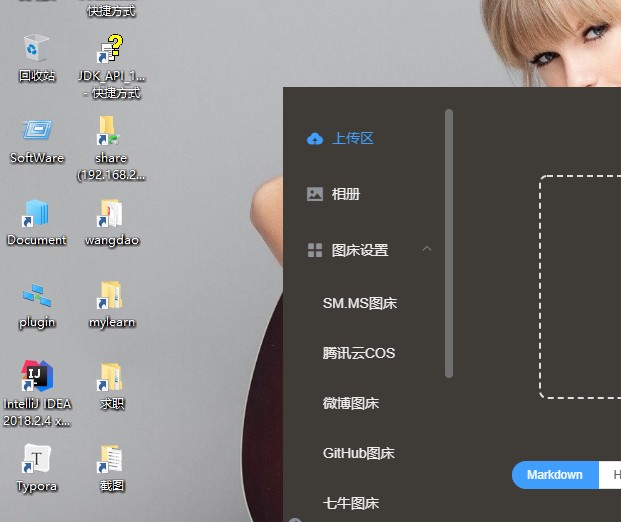 快捷方式
回收站
JDK_API_1...
- 快捷方式
SoftWare
share
(192.168.2...
Document
wangdao
plugin
mylearn
IntelliJ IDEA
2018.2.4 x...
求职
Typora
截图
上传区
相册
图床设置
SM.MS图床
腾讯云COS
微博图床
GitHub图床
七牛图床
Markdown
H